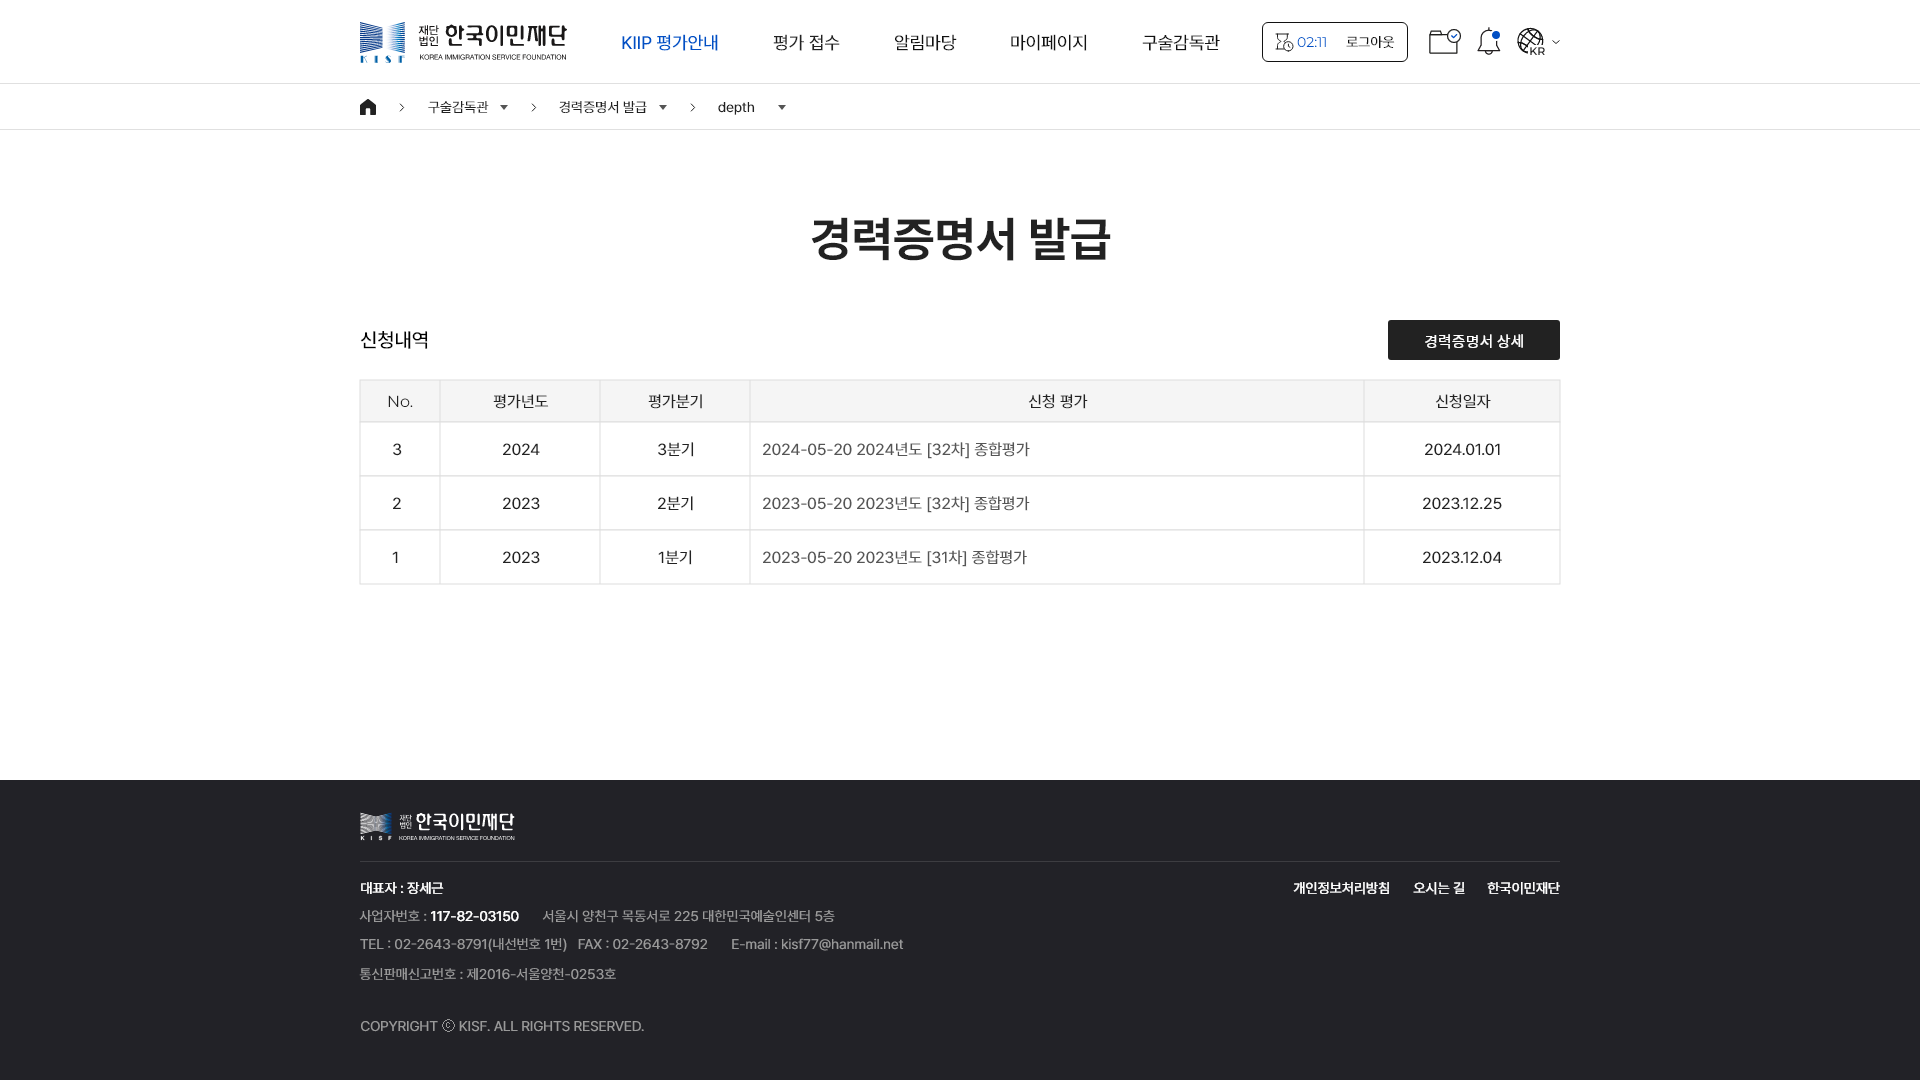 재단법인 한국이민재단
KOREA IMMIGRATION SERVICE FOUNDATION
KISF
KIIP 평가안내 평가 접수 알림마당 마이페이지 구술감독관
02:11 로그아웃
KR
구술감독관 경력증명서 발급 depth
경력증명서 발급
신청내역
경력증명서 상세
No. 평가년도 평가분기 신청 평가 신청일자
3 2024 3분기 2024-05-20 2024년도 [32차] 종합평가 2024.01.01
2 2023 2분기 2023-05-20 2023년도 [32차] 종합평가 2023.12.25
1 2023 1분기 2023-05-20 2023년도 [31차] 종합평가 2023.12.04
재단법인 한국이민재단
KISF KOREA IMMIGRATION SERVICE FOUNDATION
대표자 : 장세근
개인정보처리방침 오시는 길 한국이민재단
사업자번호 : 117-82-03150 서울시 양천구 목동서로 225 대한민국예술인센터 5층
TEL : 02-2643-8791(내선번호 1번) FAX : 02-2643-8792 E-mail : kisf77@hanmail.net
통신판매신고번호 : 제2016-서울양천-0253호
COPYRIGHT ⓒ KISF. ALL RIGHTS RESERVED.